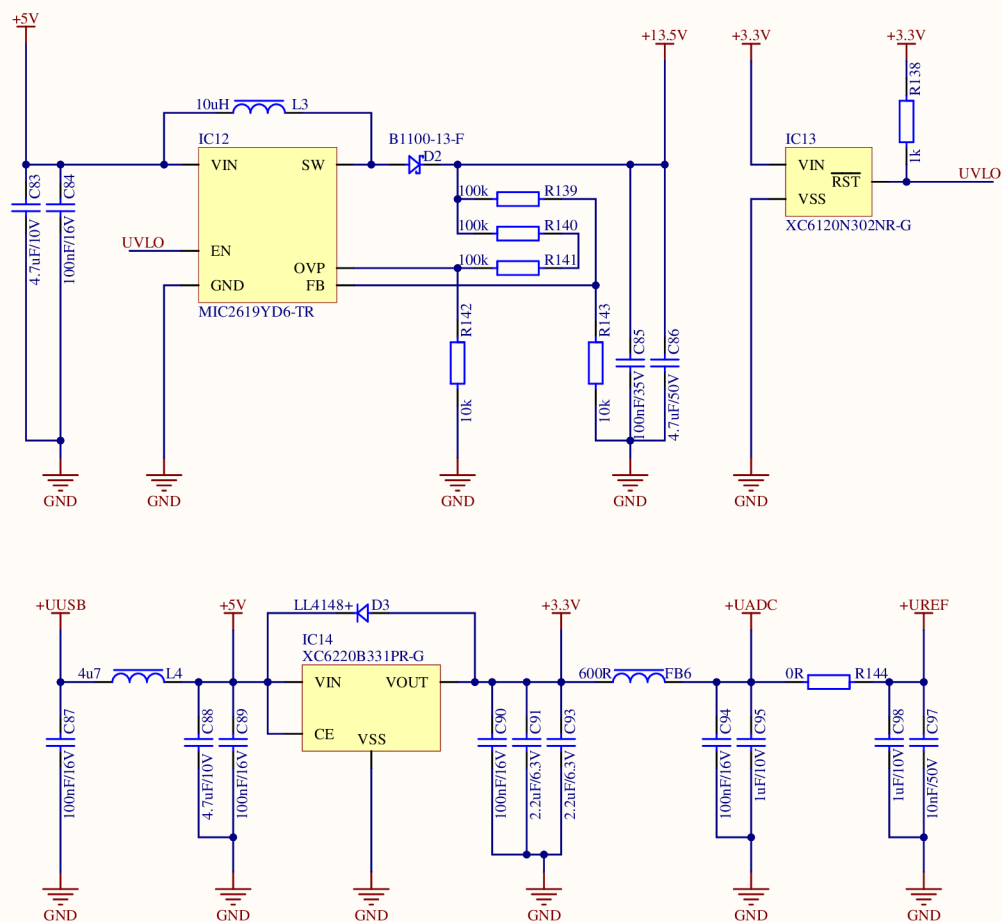 +5V
+13.5V
+3.3V
+3.3V
10uH
L3
R138
1k
IC12
B1100-13-F
D2
IC13
VIN
SW
VIN
RST
VSS
UVLO
XC6120N302NR-G
C83
4.7uF/10V
C84
100nF/16V
100k
R139
100k
R140
100k
R141
UVLO
EN
OVP
GND
FB
MIC2619YD6-TR
R142
10k
R143
10k
C85
100nF/35V
C86
4.7uF/50V
GND
GND
GND
GND
GND
+UUSB
+5V
LL4148+
D3
+3.3V
+UADC
+UREF
IC14
XC6220B331PR-G
4u7
L4
VIN
VOUT
600R
FB6
0R
R144
CE
VSS
C87
100nF/16V
C88
4.7uF/10V
C89
100nF/16V
C90
100nF/16V
C91
2.2uF/6.3V
C93
2.2uF/6.3V
C94
100nF/16V
C95
1uF/10V
C98
1uF/10V
C97
10nF/50V
GND
GND
GND
GND
GND
GND